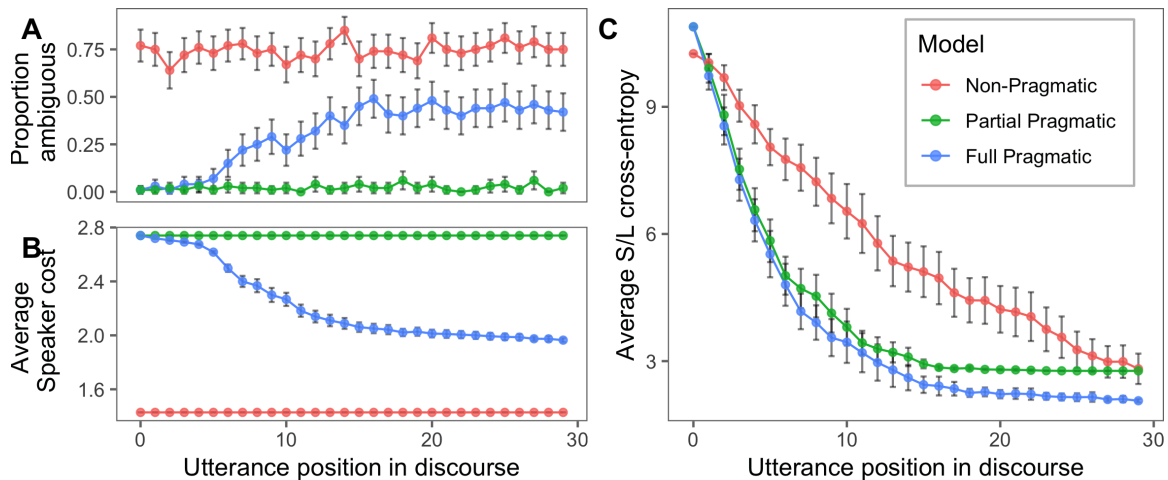 A
Proportion
ambiguous
0.75
0.50
0.25
0.00
B
Average
Speaker cost
2.8
2.4
2.0
1.6
0
10
20
30
Utterance position in discourse
C
Average S/L cross-entropy
9
6
3
0
10
20
30
Utterance position in discourse
Model
Non-Pragmatic
Partial Pragmatic
Full Pragmatic